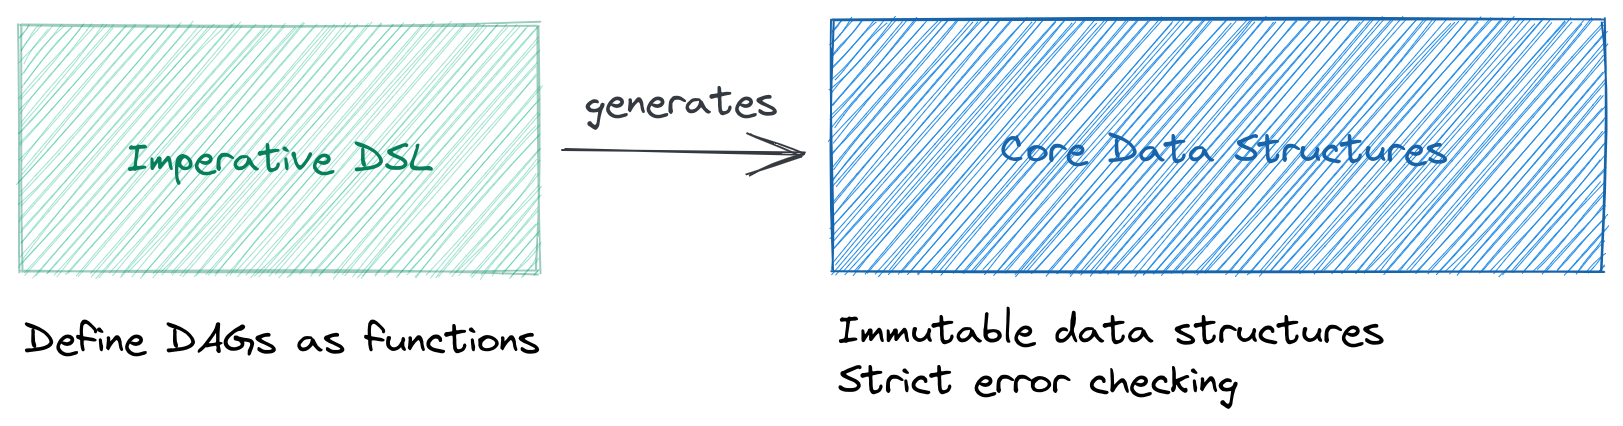 Imperative DSL
generates
Core Data Structures
Define DAGs as functions
Immutable data structures
Strict error checking